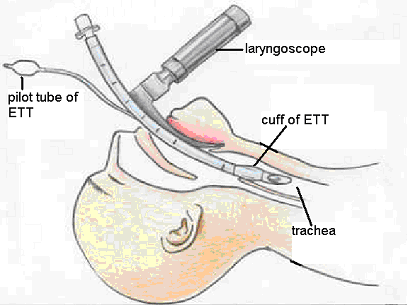 laryngoscope
pilot tube of
ETT
cuff of ETT
trachea